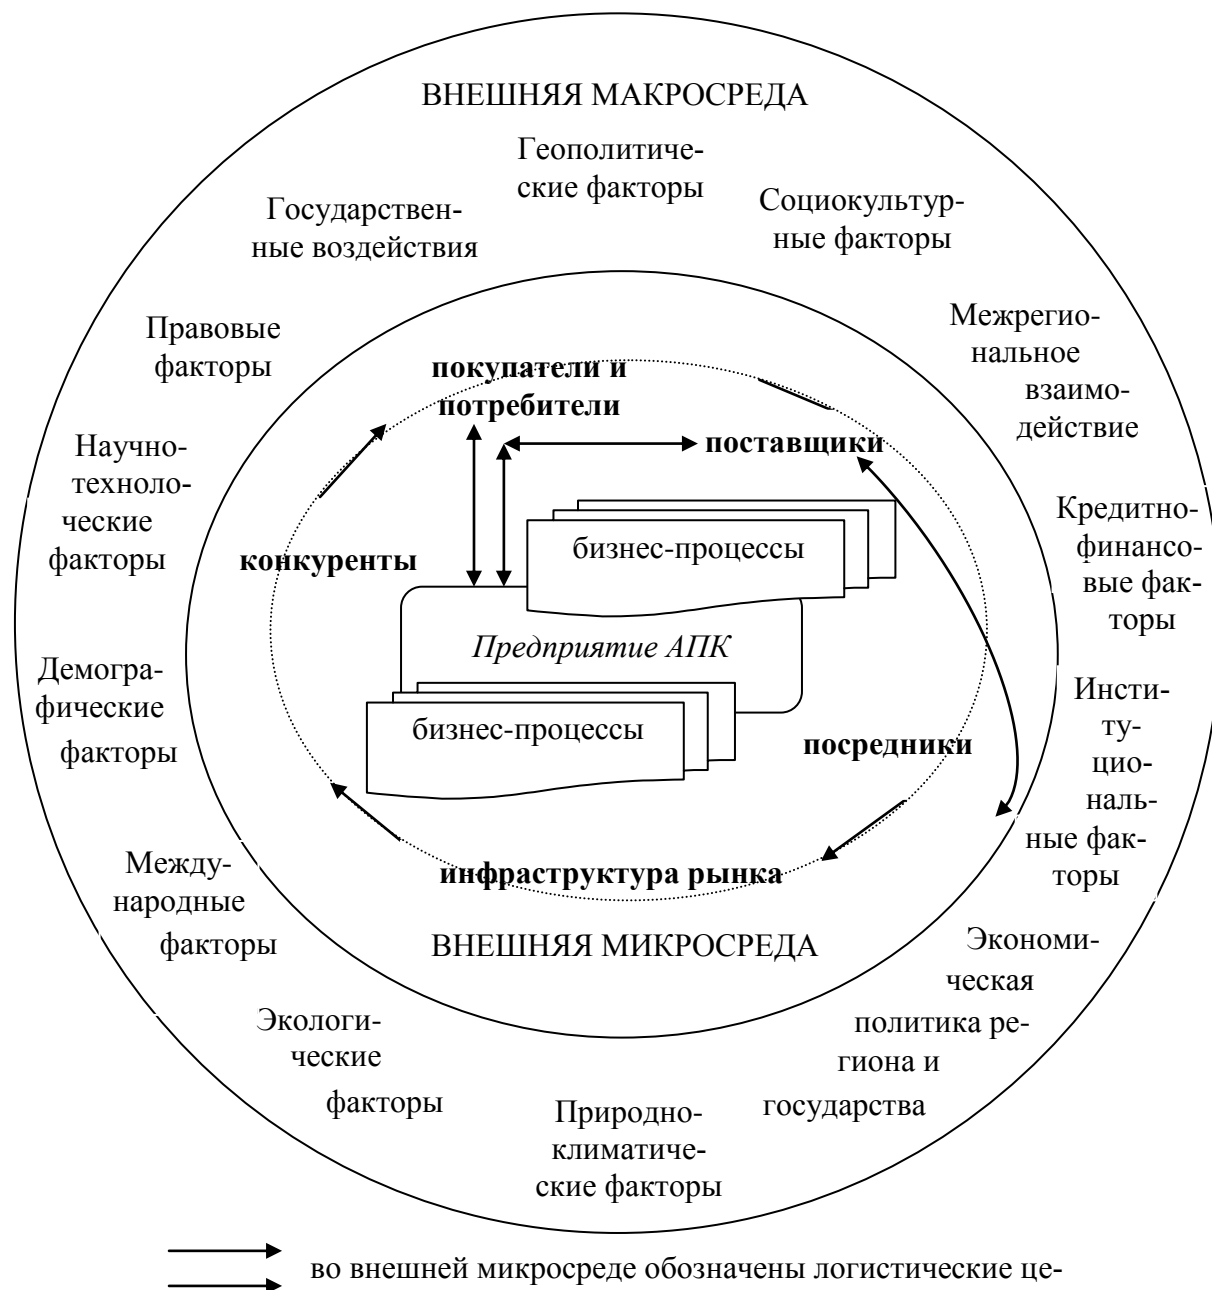 ВНЕШНЯЯ МАКРОСРЕДА
Геополитиче-
ские факторы
Государствен-
ные воздействия
Социокультур-
ные факторы
Правовые
факторы
Межрегио-
нальное
взаимо-
действие
покупатели и
потребители
поставщики
Научно-
техноло-
гические
факторы
Кредитно-
финансо-
вые фак-
торы
конкуренты
бизнес-процессы
Предприятие АПК
бизнес-процессы
посредники
Демогра-
фические
факторы
Инсти-
ту-
цио-
наль-
ные фак-
торы
инфраструктура рынка
ВНЕШНЯЯ МИКРОСРЕДА
Между-
народные
факторы
Экономи-
ческая
политика ре-
гиона и
государства
Экологи-
ческие
факторы
Природно-
климатиче-
ские факторы
во внешней микросреде обозначены логистические це-